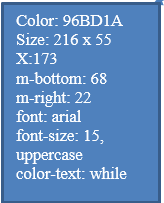 Color: 96BD1A
Size: 216 x 55
X:173
m-bottom: 68
m-right: 22
font: arial
font-size: 15,
uppercase
color-text: while